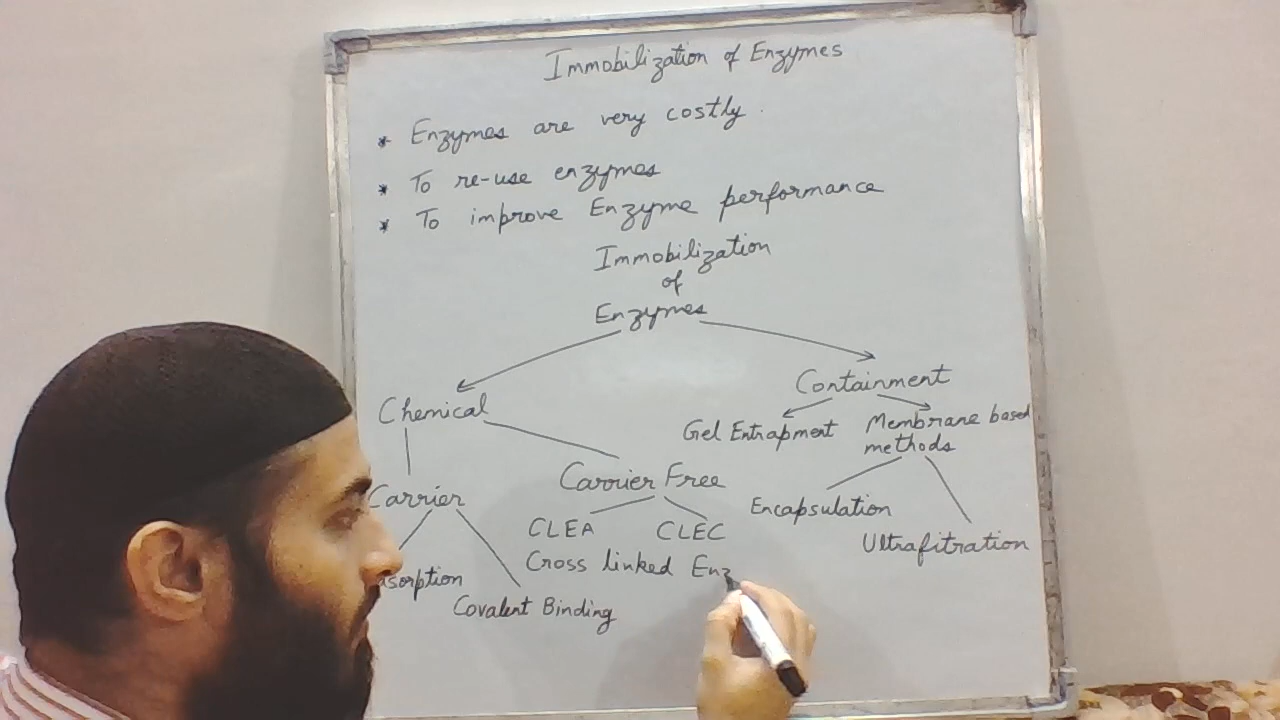 Immobilization of Enzymes
* Enzymes are very costly.
* To re-use enzymes
* To improve Enzyme performance
Immobilization
of
Enzymes
Chemical
Containment
Gel Entrapment
Membrane based
methods
Carrier
Carrier Free
Encapsulation
Ultrafitration
CLEA
CLEC
Cross linked Enz
Covalent Binding